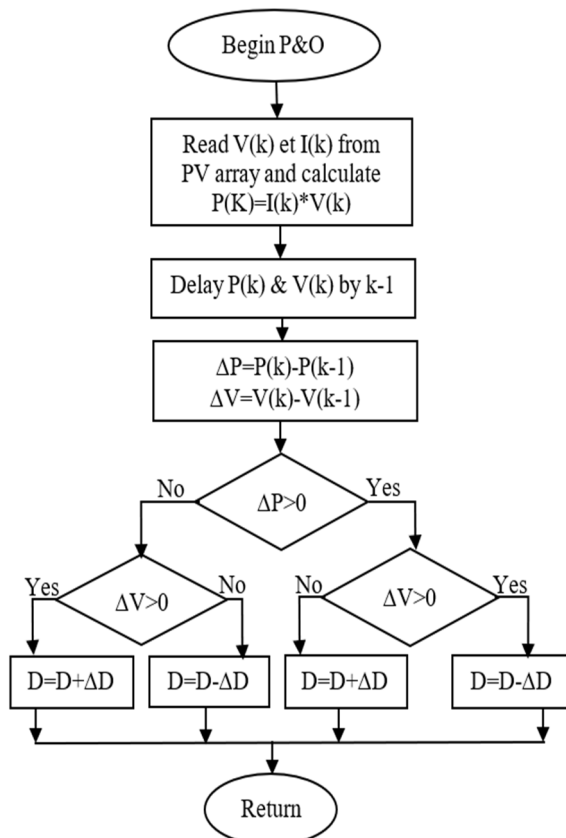 Begin P&O
Read V(k) et I(k) from
PV array and calculate
P(K)=I(k)*V(k)
Delay P(k) & V(k) by k-1
ΔP=P(k)-P(k-1)
ΔV=V(k)-V(k-1)
No
ΔP>0
Yes
Yes
ΔV>0
No
No
ΔV>0
Yes
D=D+ΔD
D=D-ΔD
D=D+ΔD
D=D-ΔD
Return